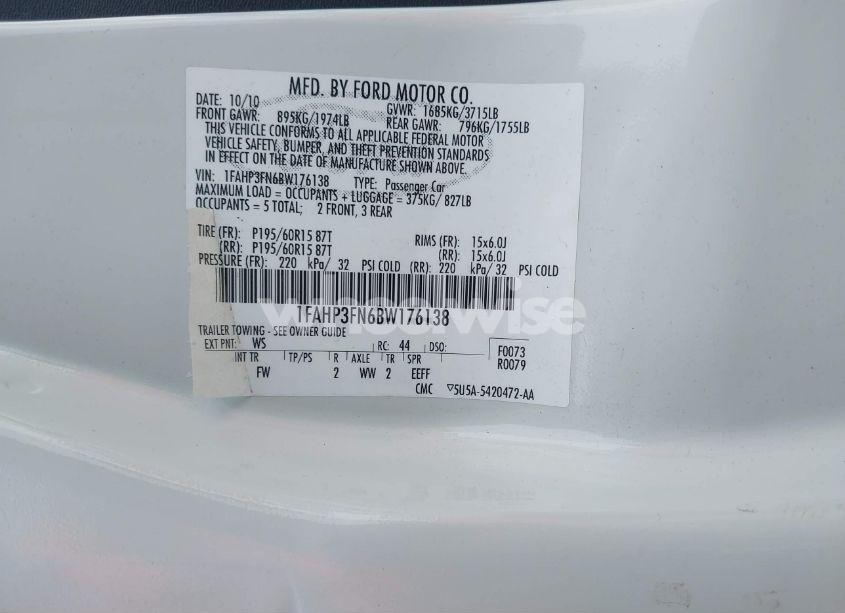 MFD. BY FORD MOTOR CO.
DATE: 10/10 GVWR: 1685KG/3715LB
FRONT GAWR: 895KG/1974LB REAR GAWR: 796KG/1755LB
THIS VEHICLE CONFORMS TO ALL APPLICABLE FEDERAL MOTOR
VEHICLE SAFETY, BUMPER, AND THEFT PREVENTION STANDARDS
IN EFFECT ON THE DATE OF MANUFACTURE SHOWN ABOVE.
VIN: 1FAHP3FN6BW176138 TYPE: Passenger Car
MAXIMUM LOAD = OCCUPANTS + LUGGAGE = 375KG/ 827LB
OCCUPANTS = 5 TOTAL; 2 FRONT, 3 REAR
TIRE (FR): P195/60R15 87T RIMS (FR): 15x6.0J
(RR): P195/60R15 87T (RR): 15x6.0J
PRESSURE (FR): 220 kPa/ 32 PSI COLD (RR): 220 kPa/ 32 PSI COLD
1FAHP3FN6BW176138
winnerwise
TRAILER TOWING - SEE OWNER GUIDE
EXT PNT: WS RC: 44 DSO: F0073
INT TR TP/PS R AXLE TR SPR R0079
FW 2 WW 2 EEFF
CMC 5U5A-5420472-AA